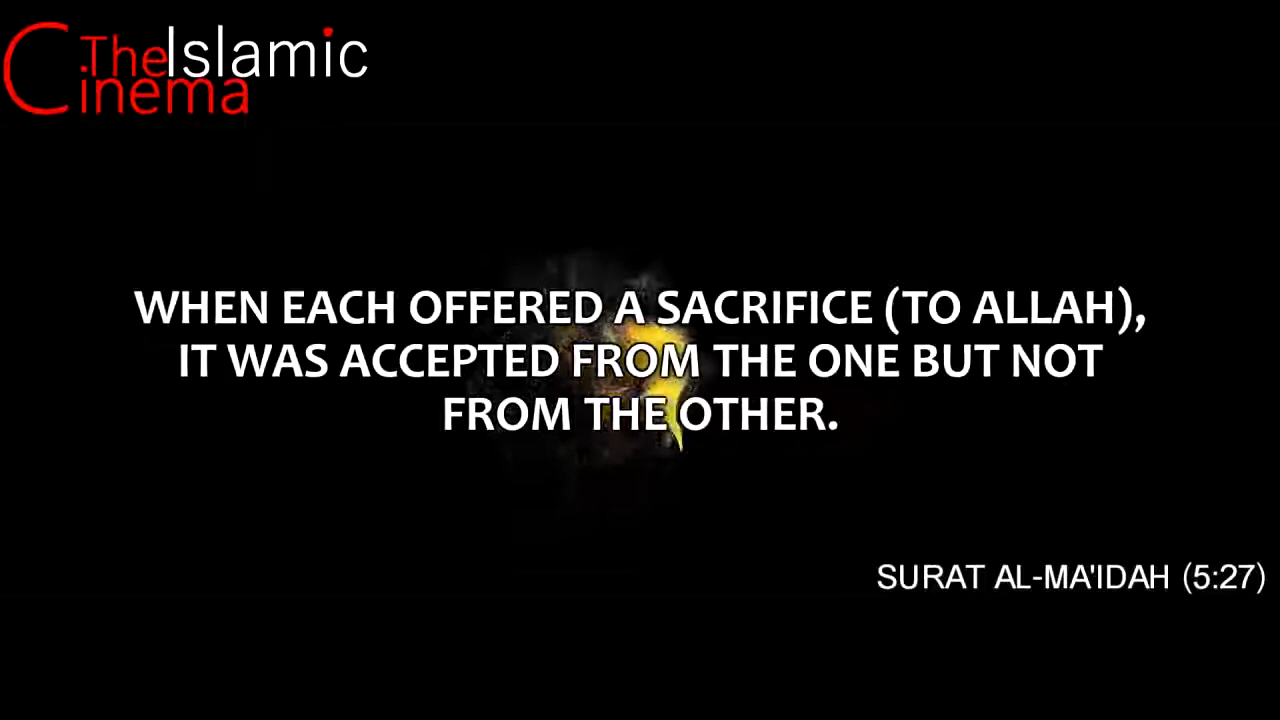 The Islamic
Cinema
WHEN EACH OFFERED A SACRIFICE (TO ALLAH),
IT WAS ACCEPTED FROM THE ONE BUT NOT
FROM THE OTHER.
SURAT AL-MA'IDAH (5:27)